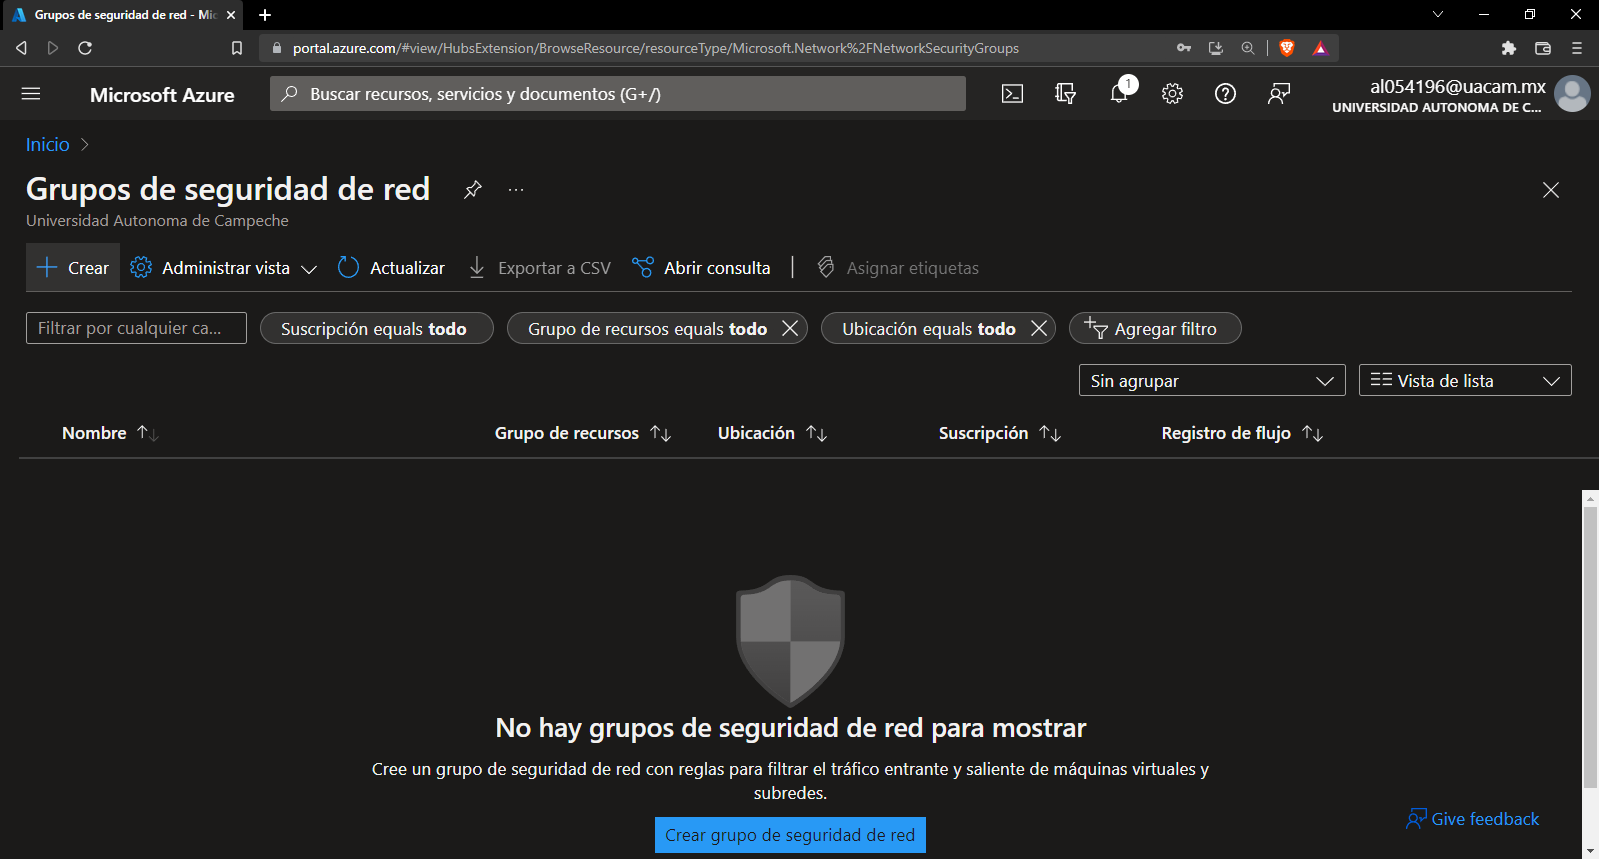 Grupos de seguridad de red - Mic
portal.azure.com/#view/HubsExtension/BrowseResource/resourceType/Microsoft.Network%2FNetworkSecurityGroups
Microsoft Azure
Buscar recursos, servicios y documentos (G+/)
1
al054196@uacam.mx
UNIVERSIDAD AUTONOMA DE C...
Inicio
Grupos de seguridad de red
Universidad Autonoma de Campeche
Crear
Administrar vista
Actualizar
Exportar a CSV
Abrir consulta
Asignar etiquetas
Filtrar por cualquier ca...
Suscripción equals todo
Grupo de recursos equals todo
Ubicación equals todo
Agregar filtro
Sin agrupar
Vista de lista
Nombre
Grupo de recursos
Ubicación
Suscripción
Registro de flujo
No hay grupos de seguridad de red para mostrar
Cree un grupo de seguridad de red con reglas para filtrar el tráfico entrante y saliente de máquinas virtuales y
subredes.
Give feedback
Crear grupo de seguridad de red